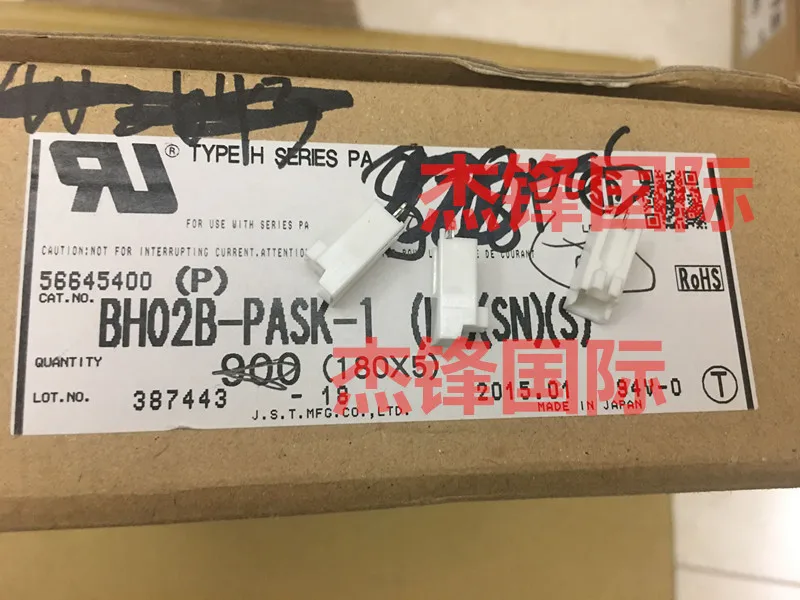 ® TYPE H SERIES PA
杰锋国际
FOR USE WITH SERIES PA
CAUTION:NOT FOR INTERRUPTING CURRENT.ATTENTION DE COURANT
56645400 (P)
RoHS
CAT.NO. BH02B-PASK-1 (SN)(S)
QUANTITY 900 (180X5)
杰锋国际
LOT.NO. 387443 - 18 2015.01 94V-0 T
J.S.T.MFG.CO.,LTD. MADE IN JAPAN